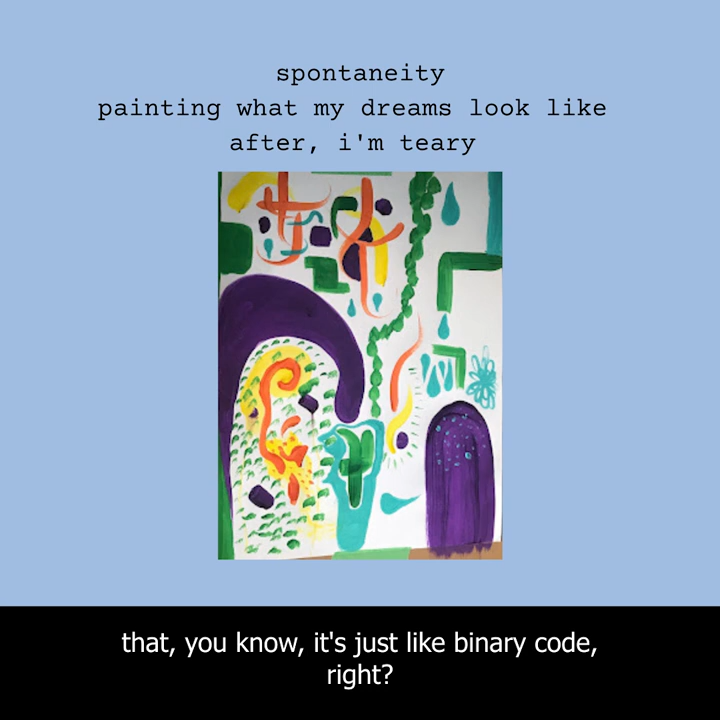 spontaneity
painting what my dreams look like
after, i'm teary
that, you know, it's just like binary code,
right?